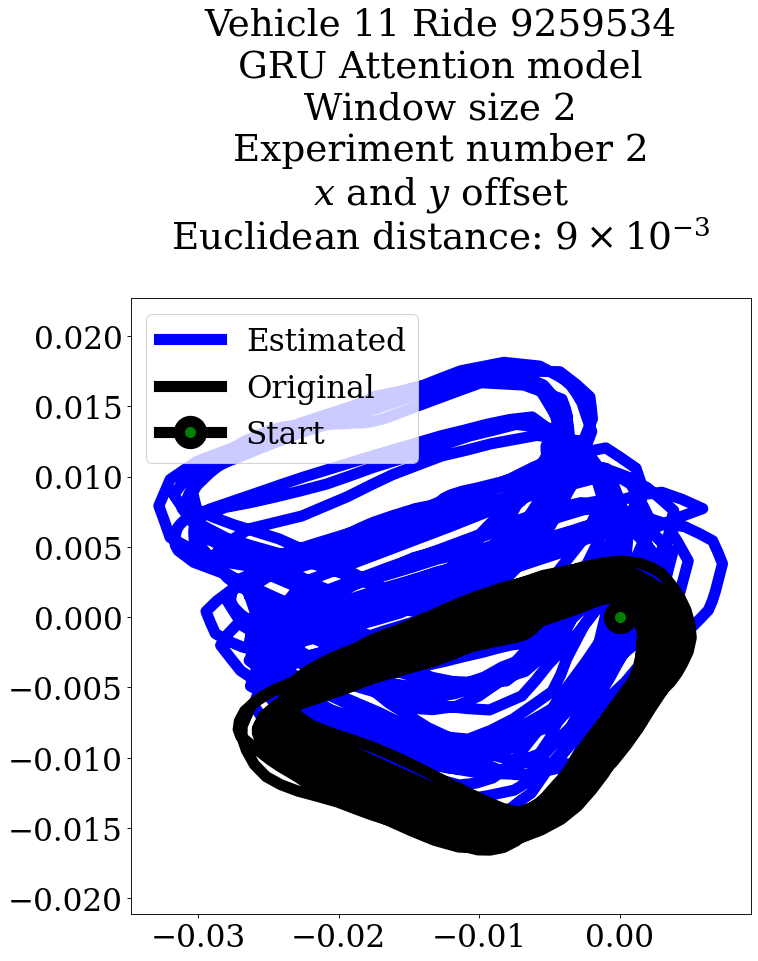 Vehicle 11 Ride 9259534
GRU Attention model
Window size 2
Experiment number 2
x and y offset
Euclidean distance: 9 × 10⁻³
Estimated
Original
Start
0.020
0.015
0.010
0.005
0.000
−0.005
−0.010
−0.015
−0.020
−0.03 −0.02 −0.01 0.00